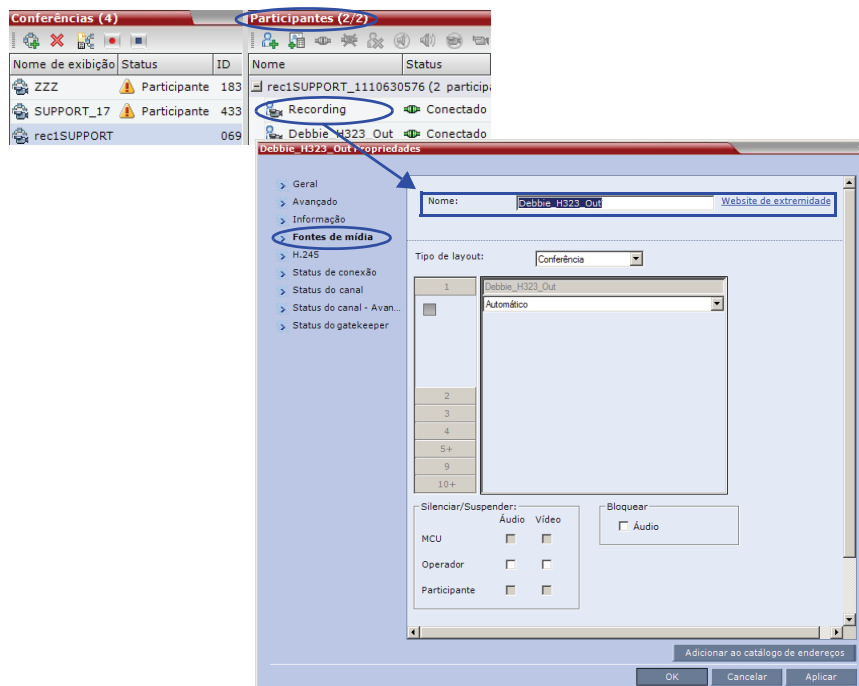 Conferências (4)
Nome de exibição Status ID
ZZZ Participante 183
SUPPORT_17 Participante 433
rec1SUPPORT 069
Participantes (2/2)
Nome Status
rec1SUPPORT_1110630576 (2 particip
Recording Conectado
Debbie_H323_Out Conectado
Debbie_H323_Out Propriedades
Geral
Avançado
Informação
Fontes de mídia
H.245
Status de conexão
Status do canal
Status do canal - Avan...
Status do gatekeeper
Nome: Debbie_H323_Out Website de extremidade
Tipo de layout: Conferência
1 Debbie_H323_Out
Automático
2
3
4
5+
9
10+
Silenciar/Suspender:
Áudio Vídeo
MCU
Operador
Participante
Bloquear
Áudio
Adicionar ao catálogo de endereços
OK Cancelar Aplicar